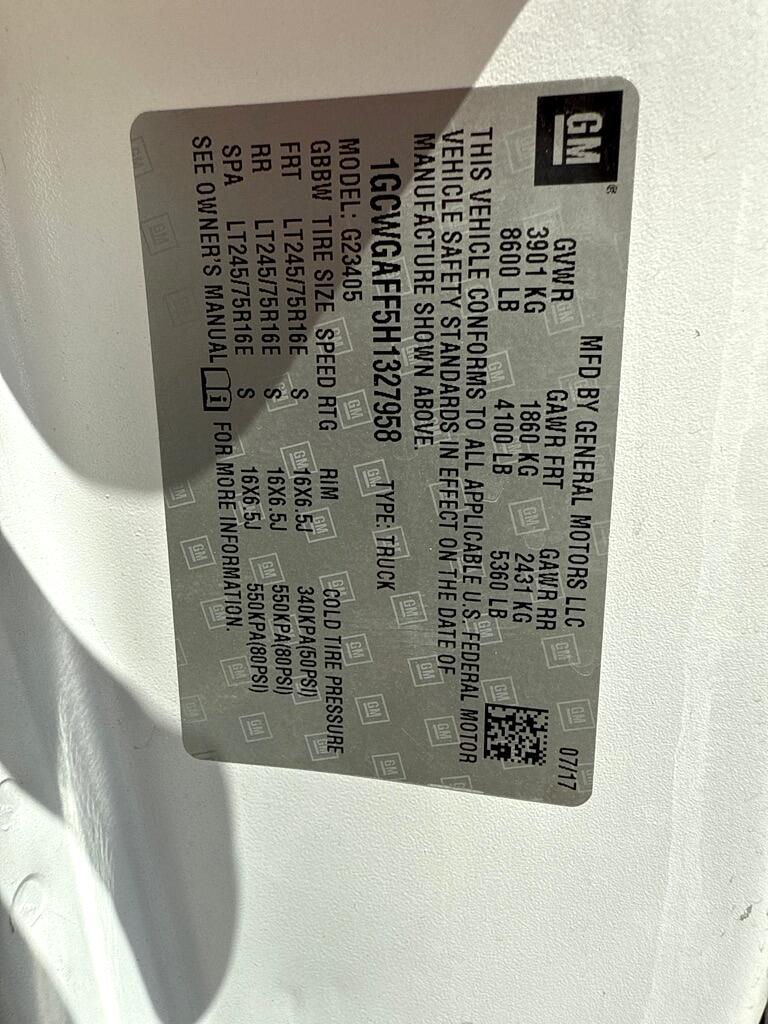 GM ®
MFD BY GENERAL MOTORS LLC 07/17
GVWR GAWR FRT GAWR RR
3901 KG 1860 KG 2431 KG
8600 LB 4100 LB 5360 LB
THIS VEHICLE CONFORMS TO ALL APPLICABLE U.S. FEDERAL MOTOR
VEHICLE SAFETY STANDARDS IN EFFECT ON THE DATE OF
MANUFACTURE SHOWN ABOVE.
1GCWGAFF5H1327958 TYPE: TRUCK
MODEL: G23405
GBBW TIRE SIZE SPEED RTG RIM COLD TIRE PRESSURE
FRT LT245/75R16E S 16X6.5J 340KPA(50PSI)
RR LT245/75R16E S 16X6.5J 550KPA(80PSI)
SPA LT245/75R16E S 16X6.5J 550KPA(80PSI)
SEE OWNER'S MANUAL FOR MORE INFORMATION.